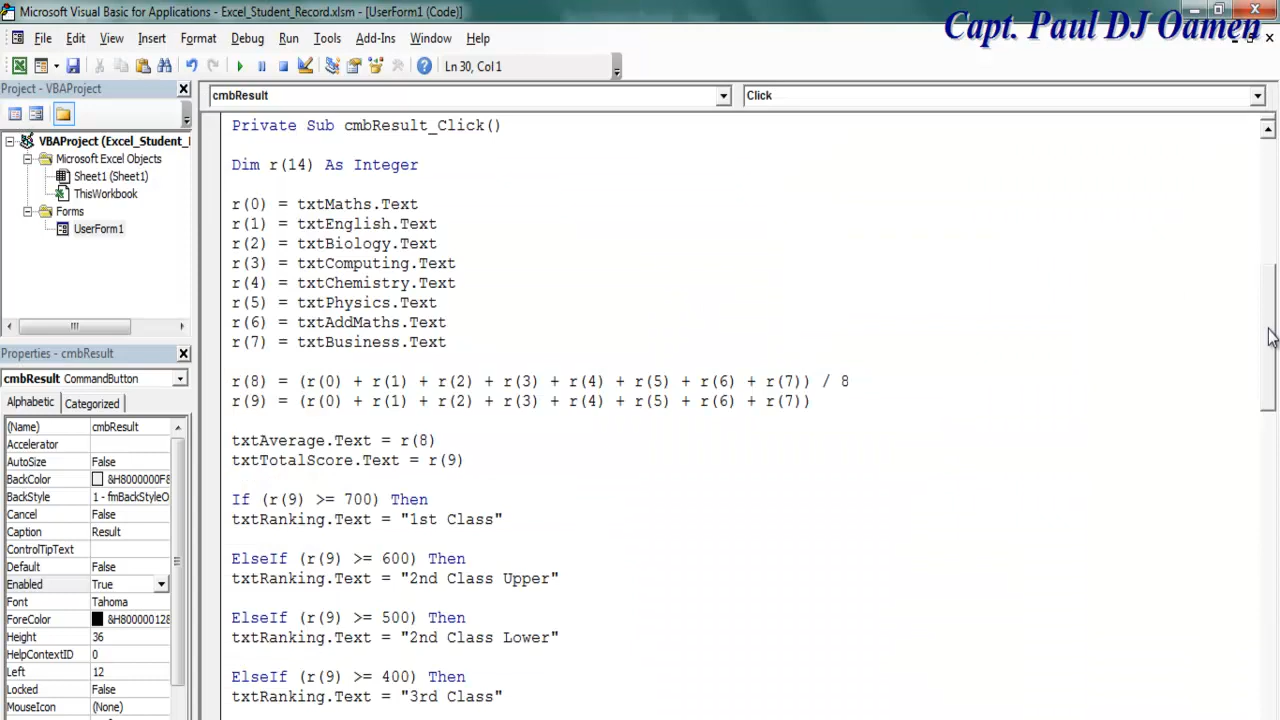 Microsoft Visual Basic for Applications - Excel_Student_Record.xlsm - [UserForm1 (Code)]
Capt. Paul DJ Oamen
File Edit View Insert Format Debug Run Tools Add-Ins Window Help
Ln 30, Col 1
Project - VBAProject
cmbResult
Click
VBAProject (Excel_Student_
Microsoft Excel Objects
Sheet1 (Sheet1)
ThisWorkbook
Forms
UserForm1
Properties - cmbResult
cmbResult CommandButton
Alphabetic Categorized
(Name) cmbResult
Accelerator
AutoSize False
BackColor &H8000000F&
BackStyle 1 - fmBackStyleO
Cancel False
Caption Result
ControlTipText
Default False
Enabled True
Font Tahoma
ForeColor &H80000012&
Height 36
HelpContextID 0
Left 12
Locked False
MouseIcon (None)
Private Sub cmbResult_Click()
Dim r(14) As Integer
r(0) = txtMaths.Text
r(1) = txtEnglish.Text
r(2) = txtBiology.Text
r(3) = txtComputing.Text
r(4) = txtChemistry.Text
r(5) = txtPhysics.Text
r(6) = txtAddMaths.Text
r(7) = txtBusiness.Text
r(8) = (r(0) + r(1) + r(2) + r(3) + r(4) + r(5) + r(6) + r(7)) / 8
r(9) = (r(0) + r(1) + r(2) + r(3) + r(4) + r(5) + r(6) + r(7))
txtAverage.Text = r(8)
txtTotalScore.Text = r(9)
If (r(9) >= 700) Then
txtRanking.Text = "1st Class"
ElseIf (r(9) >= 600) Then
txtRanking.Text = "2nd Class Upper"
ElseIf (r(9) >= 500) Then
txtRanking.Text = "2nd Class Lower"
ElseIf (r(9) >= 400) Then
txtRanking.Text = "3rd Class"